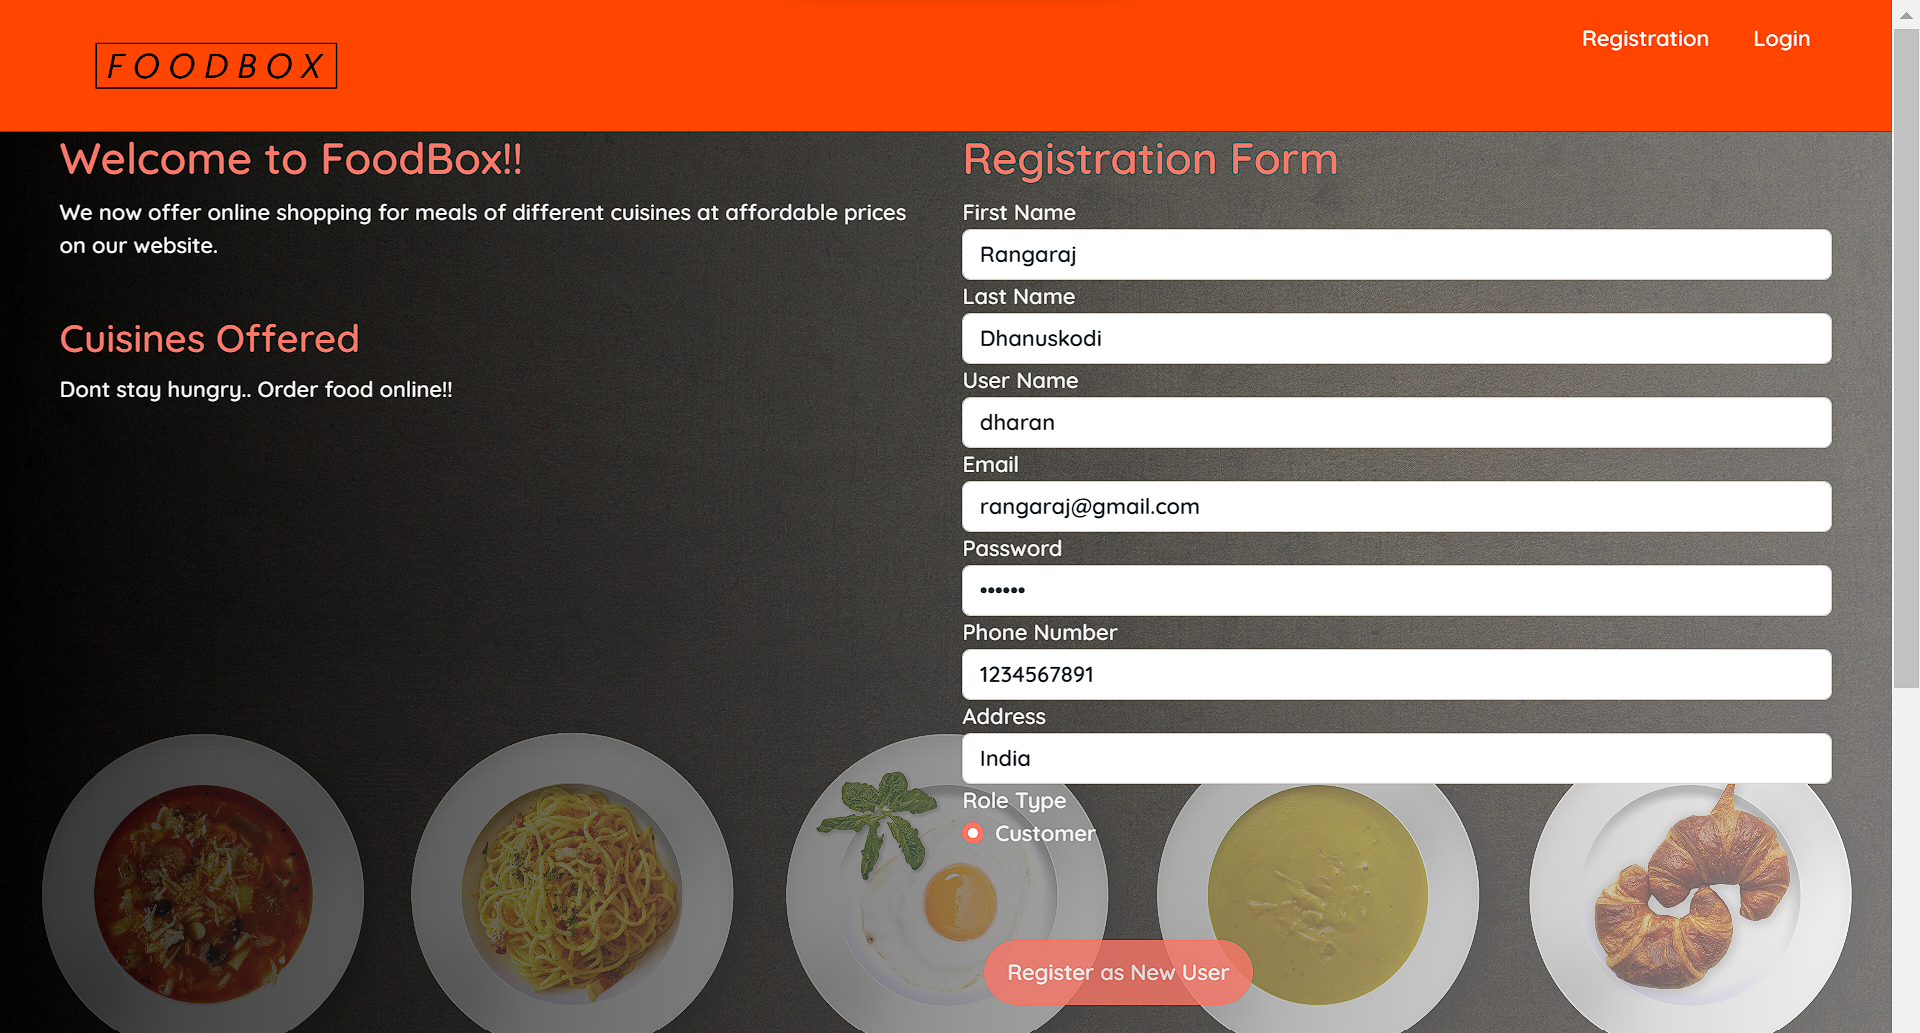 FOODBOX
Registration
Login
Welcome to FoodBox!!
We now offer online shopping for meals of different cuisines at affordable prices
on our website.
Cuisines Offered
Dont stay hungry.. Order food online!!
Registration Form
First Name
Rangaraj
Last Name
Dhanuskodi
User Name
dharan
Email
rangaraj@gmail.com
Password
••••••
Phone Number
1234567891
Address
India
Role Type
Customer
Register as New User